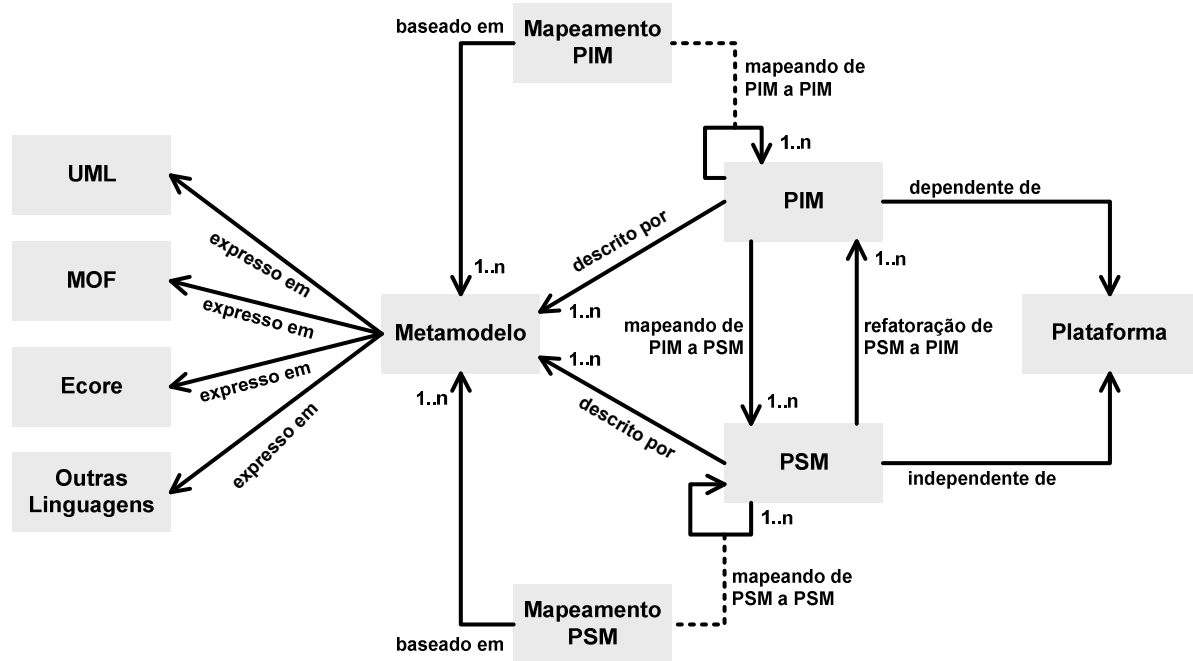 baseado em
Mapeamento
PIM
mapeando de
PIM a PIM
1..n
UML
PIM
dependente de
expresso em
descrito por
MOF
1..n
1..n
expresso em
1..n
Metamodelo
mapeando de
PIM a PSM
refatoração de
PSM a PIM
Plataforma
Ecore
expresso em
1..n
1..n
1..n
expresso em
descrito por
Outras
Linguagens
PSM
independente de
1..n
mapeando de
PSM a PSM
Mapeamento
PSM
baseado em